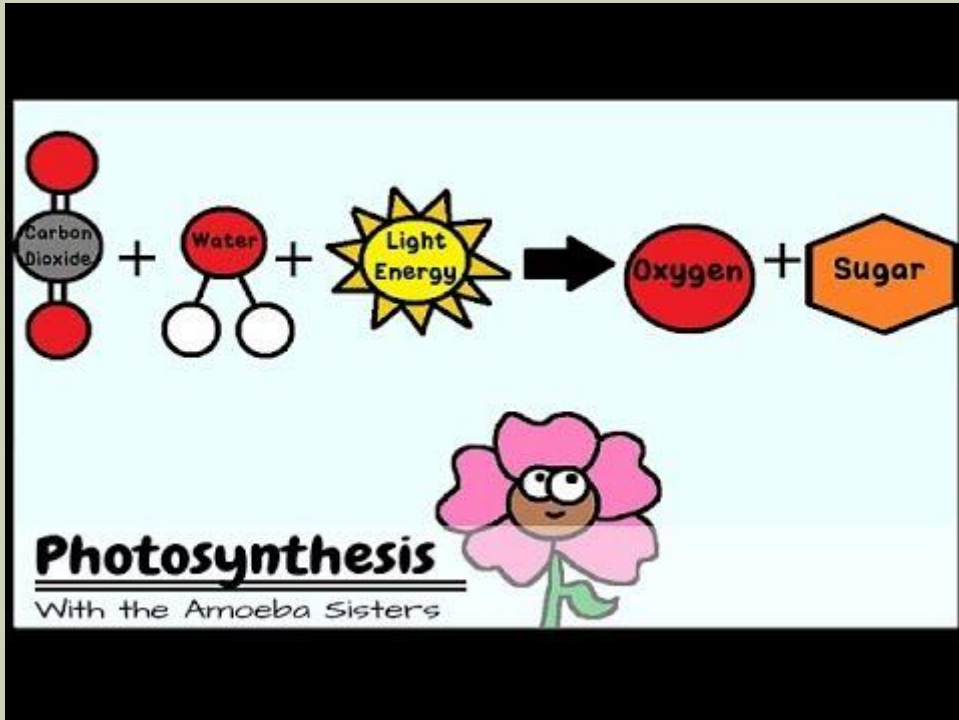 Carbon
Dioxide
+
Water
+
Light
Energy
Oxygen
+
Sugar
Photosynthesis
With the Amoeba Sisters